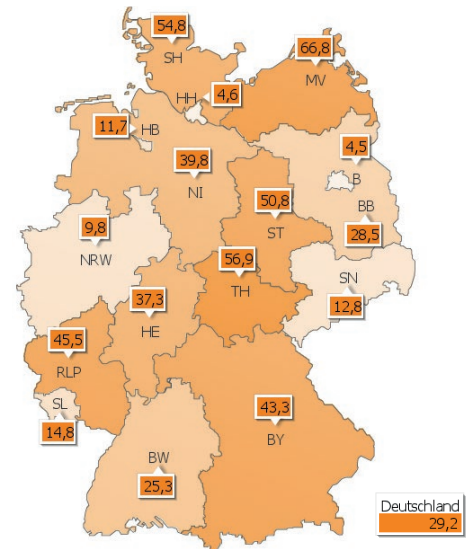 54,8
SH
66,8
MV
HH
4,6
11,7
HB
39,8
NI
4,5
B
BB
28,5
50,8
ST
9,8
NRW
56,9
TH
SN
12,8
37,3
HE
45,5
RLP
SL
14,8
43,3
BY
BW
25,3
Deutschland
29,2